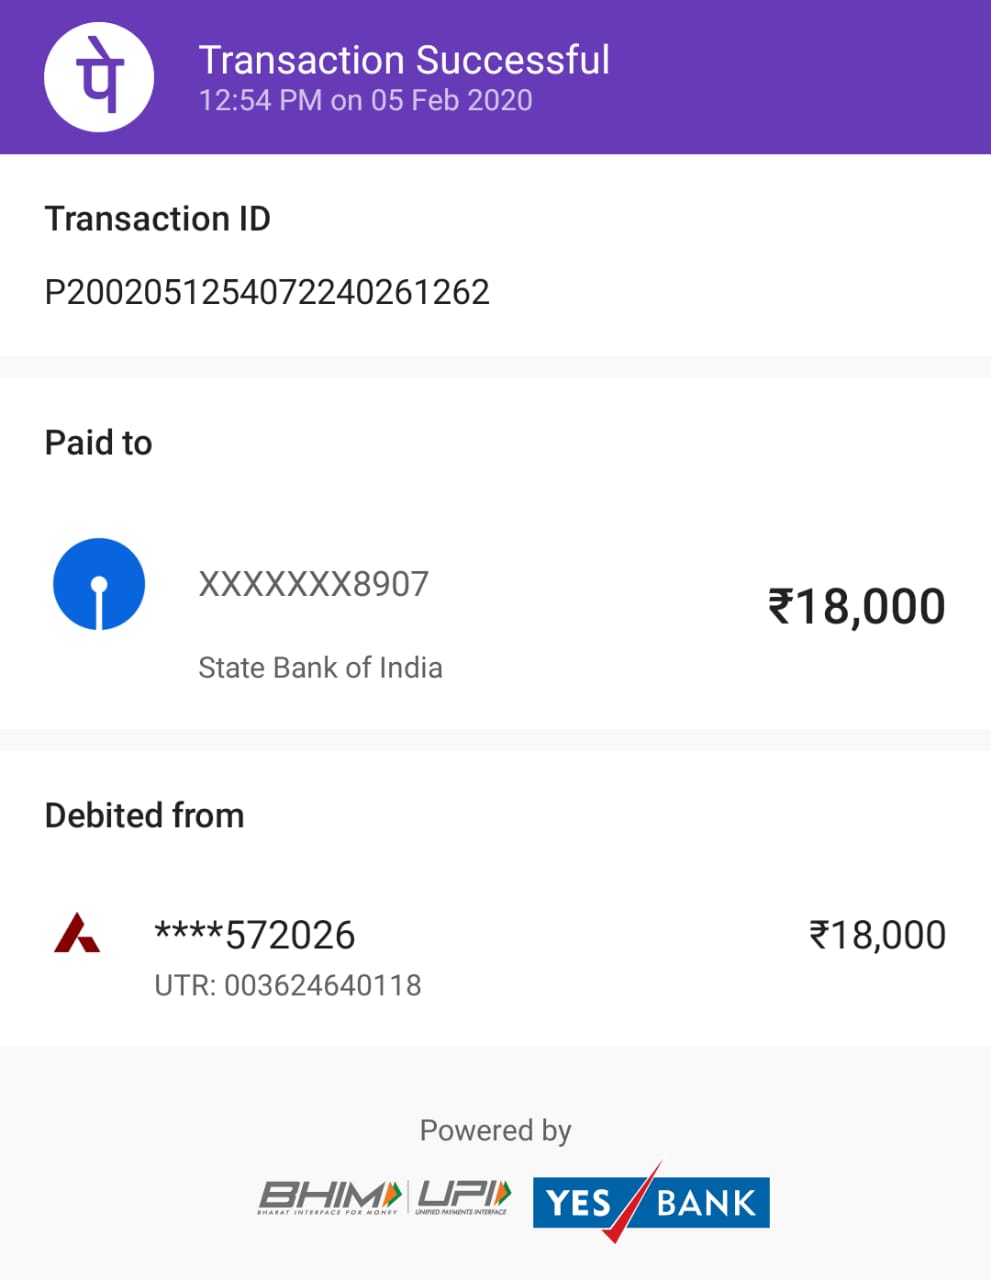 पे
Transaction Successful
12:54 PM on 05 Feb 2020
Transaction ID
P2002051254072240261262
Paid to
XXXXXXX8907
₹18,000
State Bank of India
Debited from
****572026
₹18,000
UTR: 003624640118
Powered by
BHIM UPI YES BANK
BHARAT INTERFACE FOR MONEY UNIFIED PAYMENTS INTERFACE